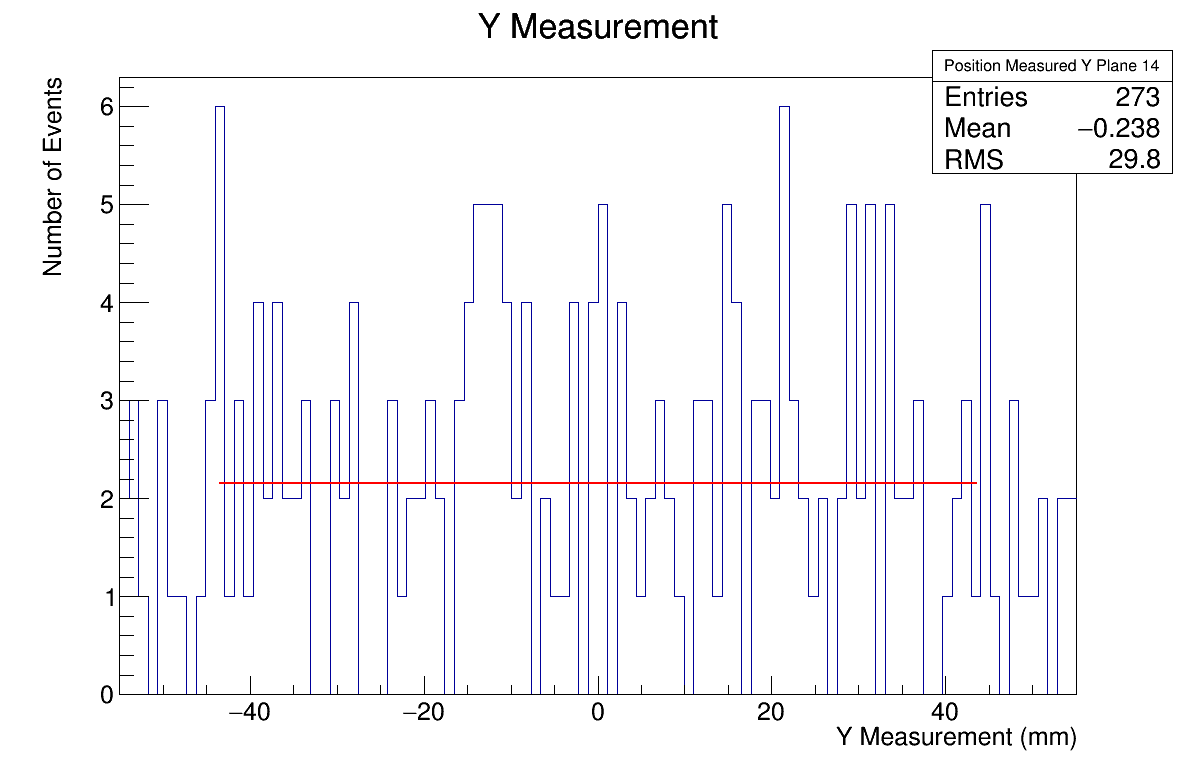 Y Measurement
Position Measured Y Plane 14
Entries 273
Mean −0.238
RMS 29.8
Number of Events
6
5
4
3
2
1
0
−40 −20 0 20 40
Y Measurement (mm)